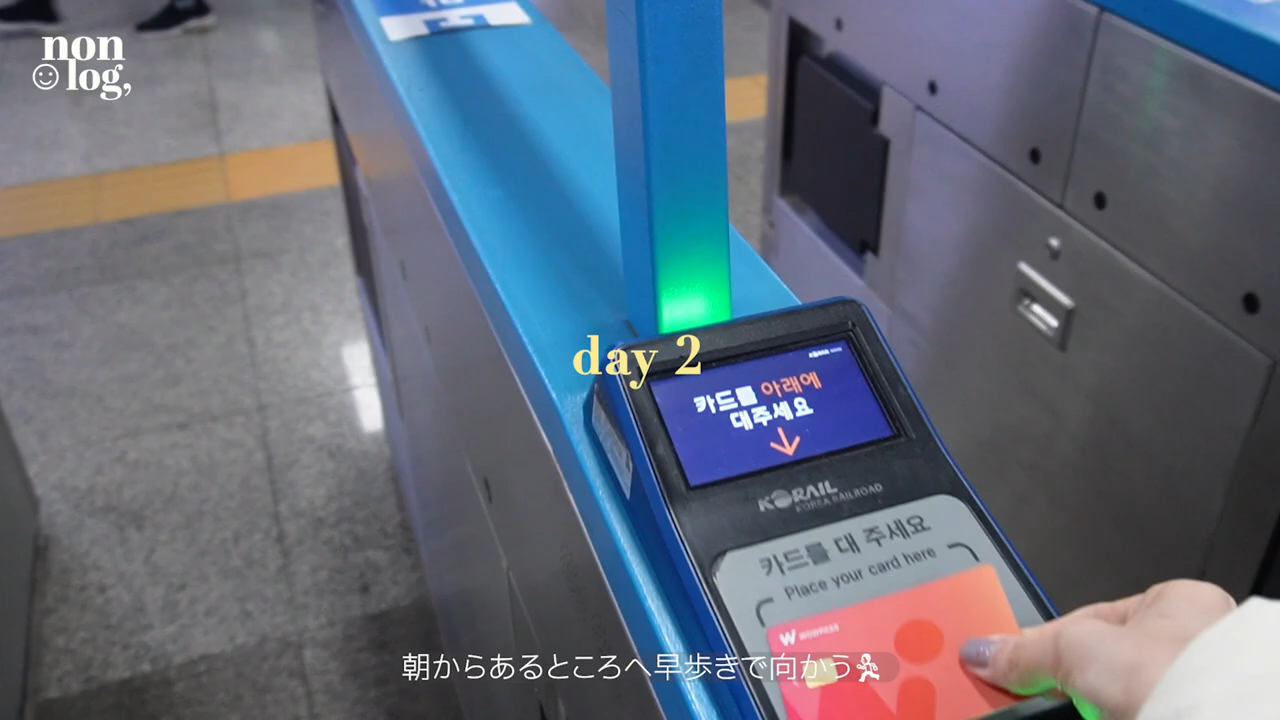 non
log,
day 2
KORAIL
카드를 아래에
대주세요
KORAIL
KOREA RAILROAD
카드를 대 주세요
Place your card here
W WOWPASS
朝からあるところへ早歩きで向かう